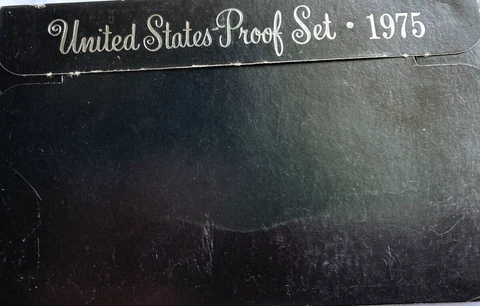 United States Proof Set · 1975